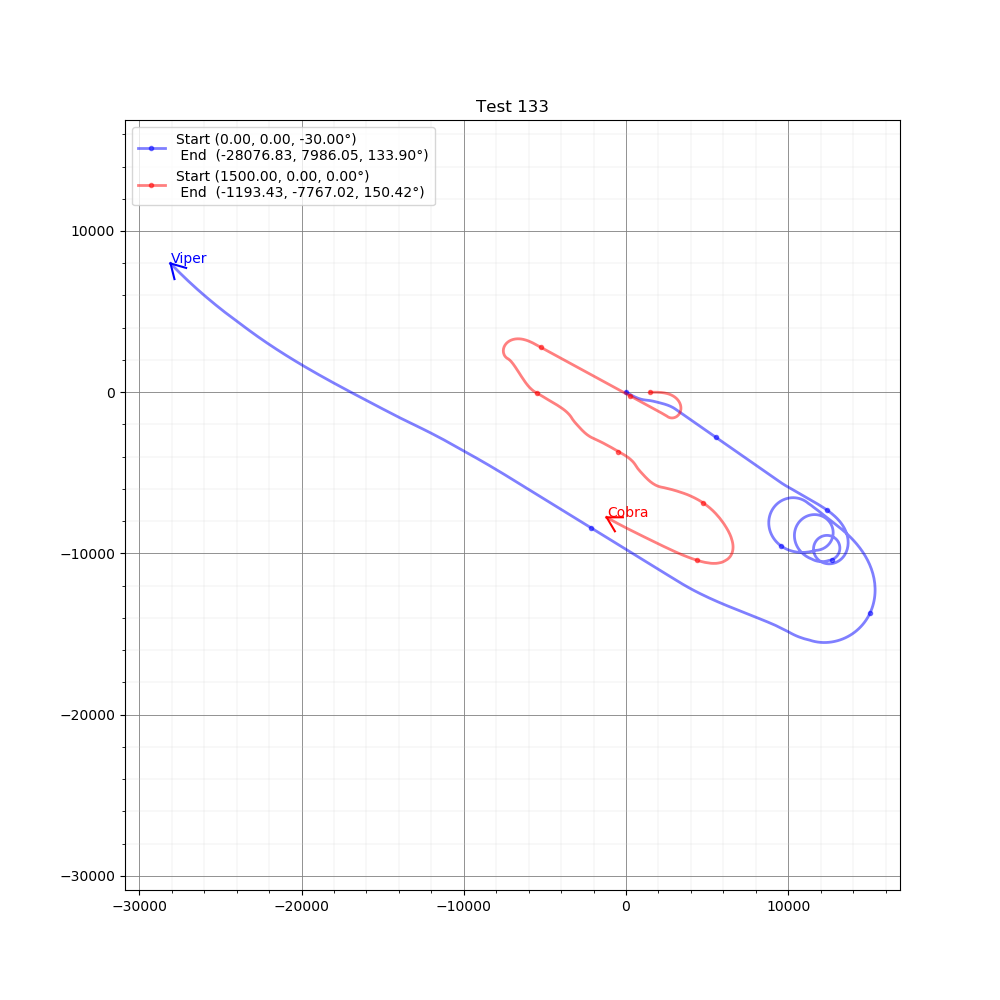 Test 133
Start (0.00, 0.00, -30.00°)
End (-28076.83, 7986.05, 133.90°)
Start (1500.00, 0.00, 0.00°)
End (-1193.43, -7767.02, 150.42°)
10000
Viper
0
Cobra
−10000
−20000
−30000
−30000 −20000 −10000 0 10000